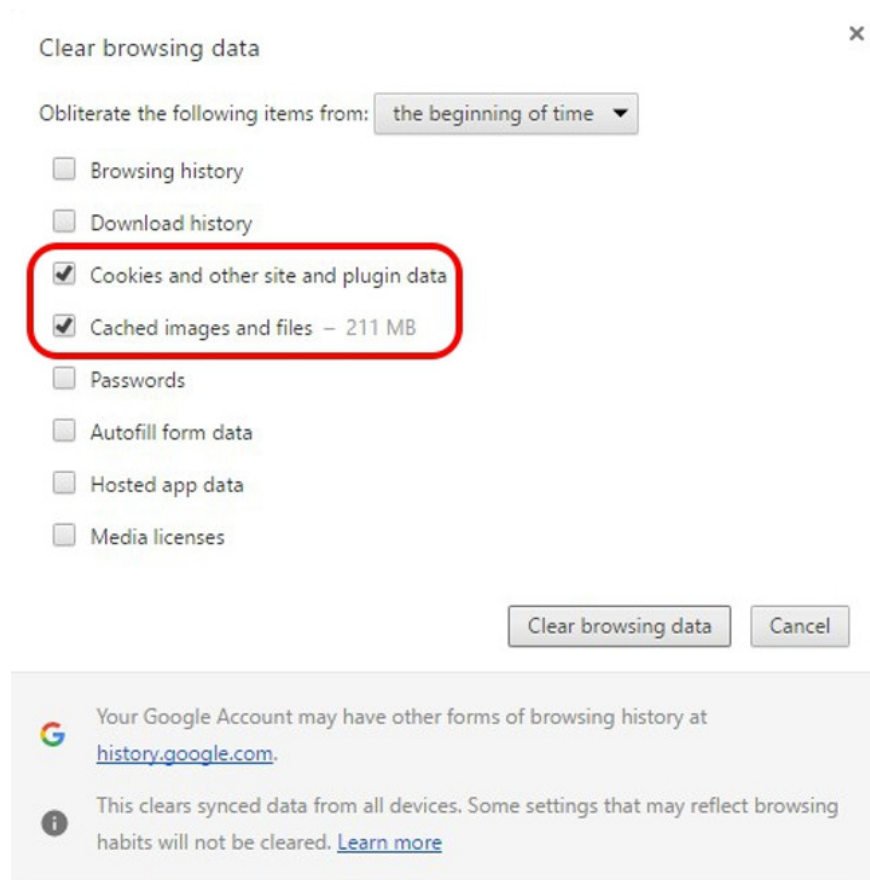 Clear browsing data
Obliterate the following items from: the beginning of time
Browsing history
Download history
Cookies and other site and plugin data
Cached images and files – 211 MB
Passwords
Autofill form data
Hosted app data
Media licenses
Clear browsing data Cancel
Your Google Account may have other forms of browsing history at
history.google.com.
This clears synced data from all devices. Some settings that may reflect browsing
habits will not be cleared. Learn more